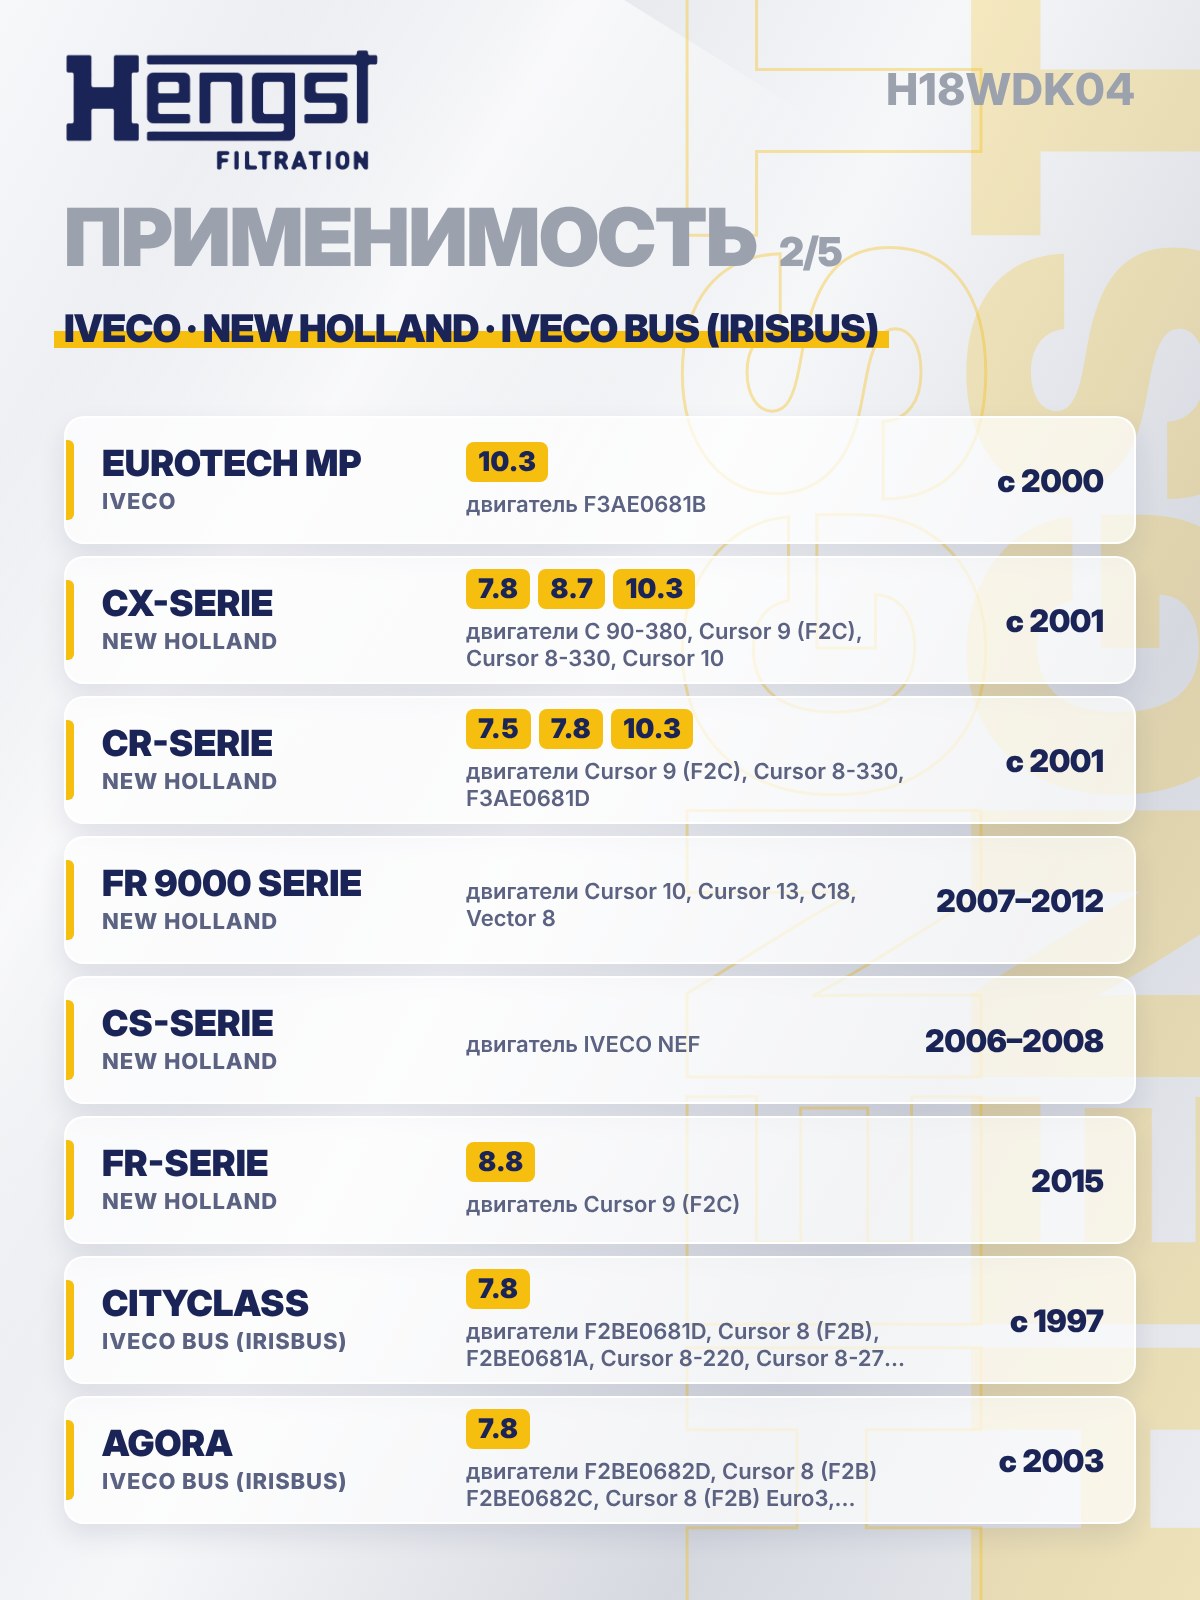 Hengst
FILTRATION
H18WDK04
ПРИМЕНИМОСТЬ 2/5
IVECO · NEW HOLLAND · IVECO BUS (IRISBUS)
EUROTECH MP
IVECO
10.3
двигатель F3AE0681B
с 2000
CX-SERIE
NEW HOLLAND
7.8 8.7 10.3
двигатели C 90-380, Cursor 9 (F2C),
Cursor 8-330, Cursor 10
с 2001
CR-SERIE
NEW HOLLAND
7.5 7.8 10.3
двигатели Cursor 9 (F2C), Cursor 8-330,
F3AE0681D
с 2001
FR 9000 SERIE
NEW HOLLAND
двигатели Cursor 10, Cursor 13, C18,
Vector 8
2007–2012
CS-SERIE
NEW HOLLAND
двигатель IVECO NEF
2006–2008
FR-SERIE
NEW HOLLAND
8.8
двигатель Cursor 9 (F2C)
2015
CITYCLASS
IVECO BUS (IRISBUS)
7.8
двигатели F2BE0681D, Cursor 8 (F2B),
F2BE0681A, Cursor 8-220, Cursor 8-27...
с 1997
AGORA
IVECO BUS (IRISBUS)
7.8
двигатели F2BE0682D, Cursor 8 (F2B)
F2BE0682C, Cursor 8 (F2B) Euro3,...
с 2003
HENGST